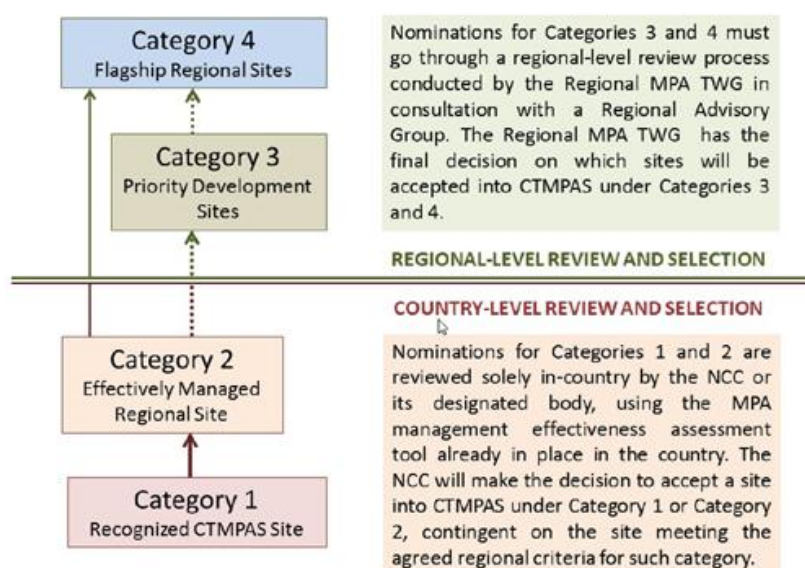 Category 4
Flagship Regional Sites
Nominations for Categories 3 and 4 must
go through a regional-level review process
conducted by the Regional MPA TWG in
consultation with a Regional Advisory
Group. The Regional MPA TWG has the
final decision on which sites will be
accepted into CTMPAS under Categories 3
and 4.
Category 3
Priority Development
Sites
REGIONAL-LEVEL REVIEW AND SELECTION
COUNTRY-LEVEL REVIEW AND SELECTION
Category 2
Effectively Managed
Regional Site
Nominations for Categories 1 and 2 are
reviewed solely in-country by the NCC or
its designated body, using the MPA
management effectiveness assessment
tool already in place in the country. The
NCC will make the decision to accept a site
into CTMPAS under Category 1 or Category
2, contingent on the site meeting the
agreed regional criteria for such category.
Category 1
Recognized CTMPAS Site